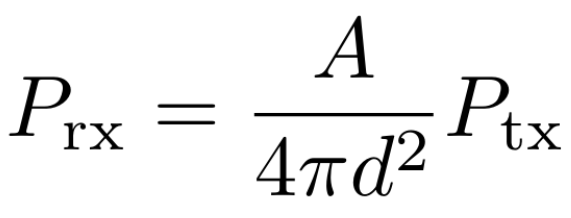 P_rx = A / (4πd²) P_tx